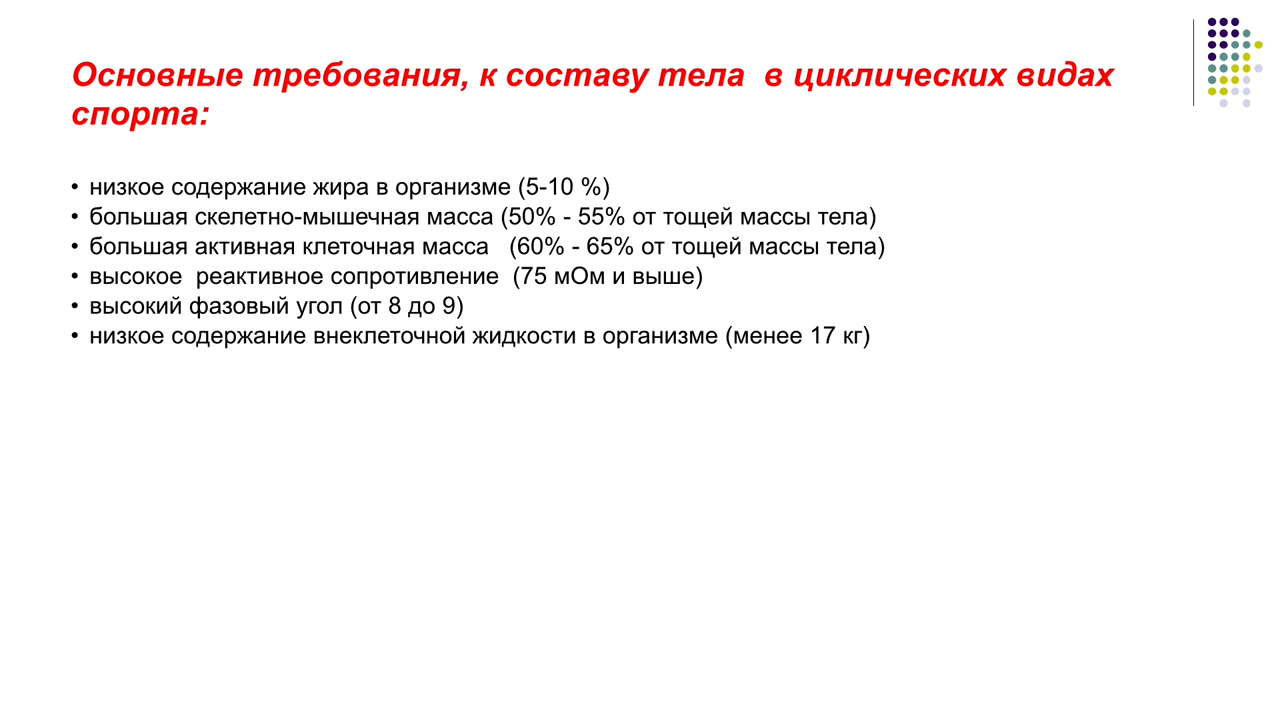 Основные требования, к составу тела  в циклических видах
спорта:
• низкое содержание жира в организме (5-10 %)
• большая скелетно-мышечная масса (50% - 55% от тощей массы тела)
• большая активная клеточная масса   (60% - 65% от тощей массы тела)
• высокое  реактивное сопротивление  (75 мОм и выше)
• высокий фазовый угол (от 8 до 9)
• низкое содержание внеклеточной жидкости в организме (менее 17 кг)